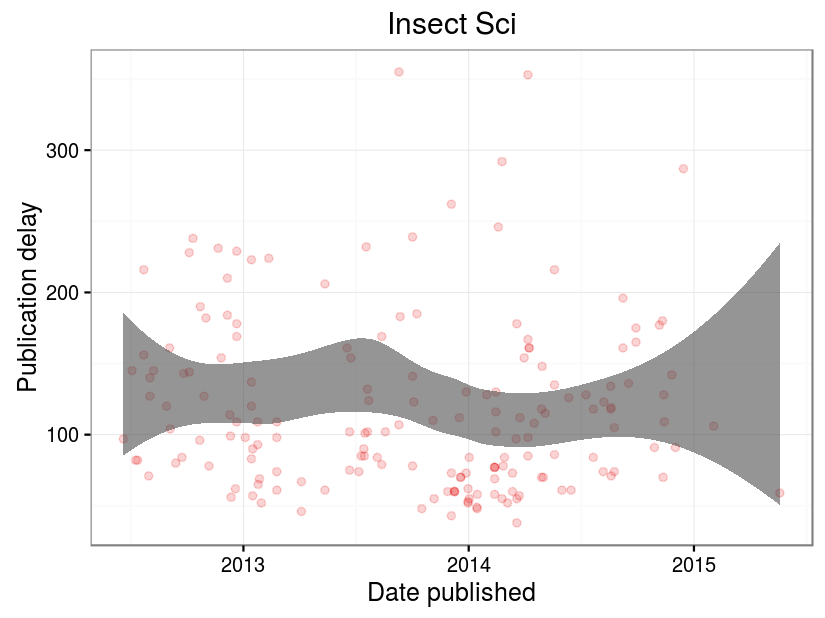 Insect Sci
300
200
100
Publication delay
2013 2014 2015
Date published